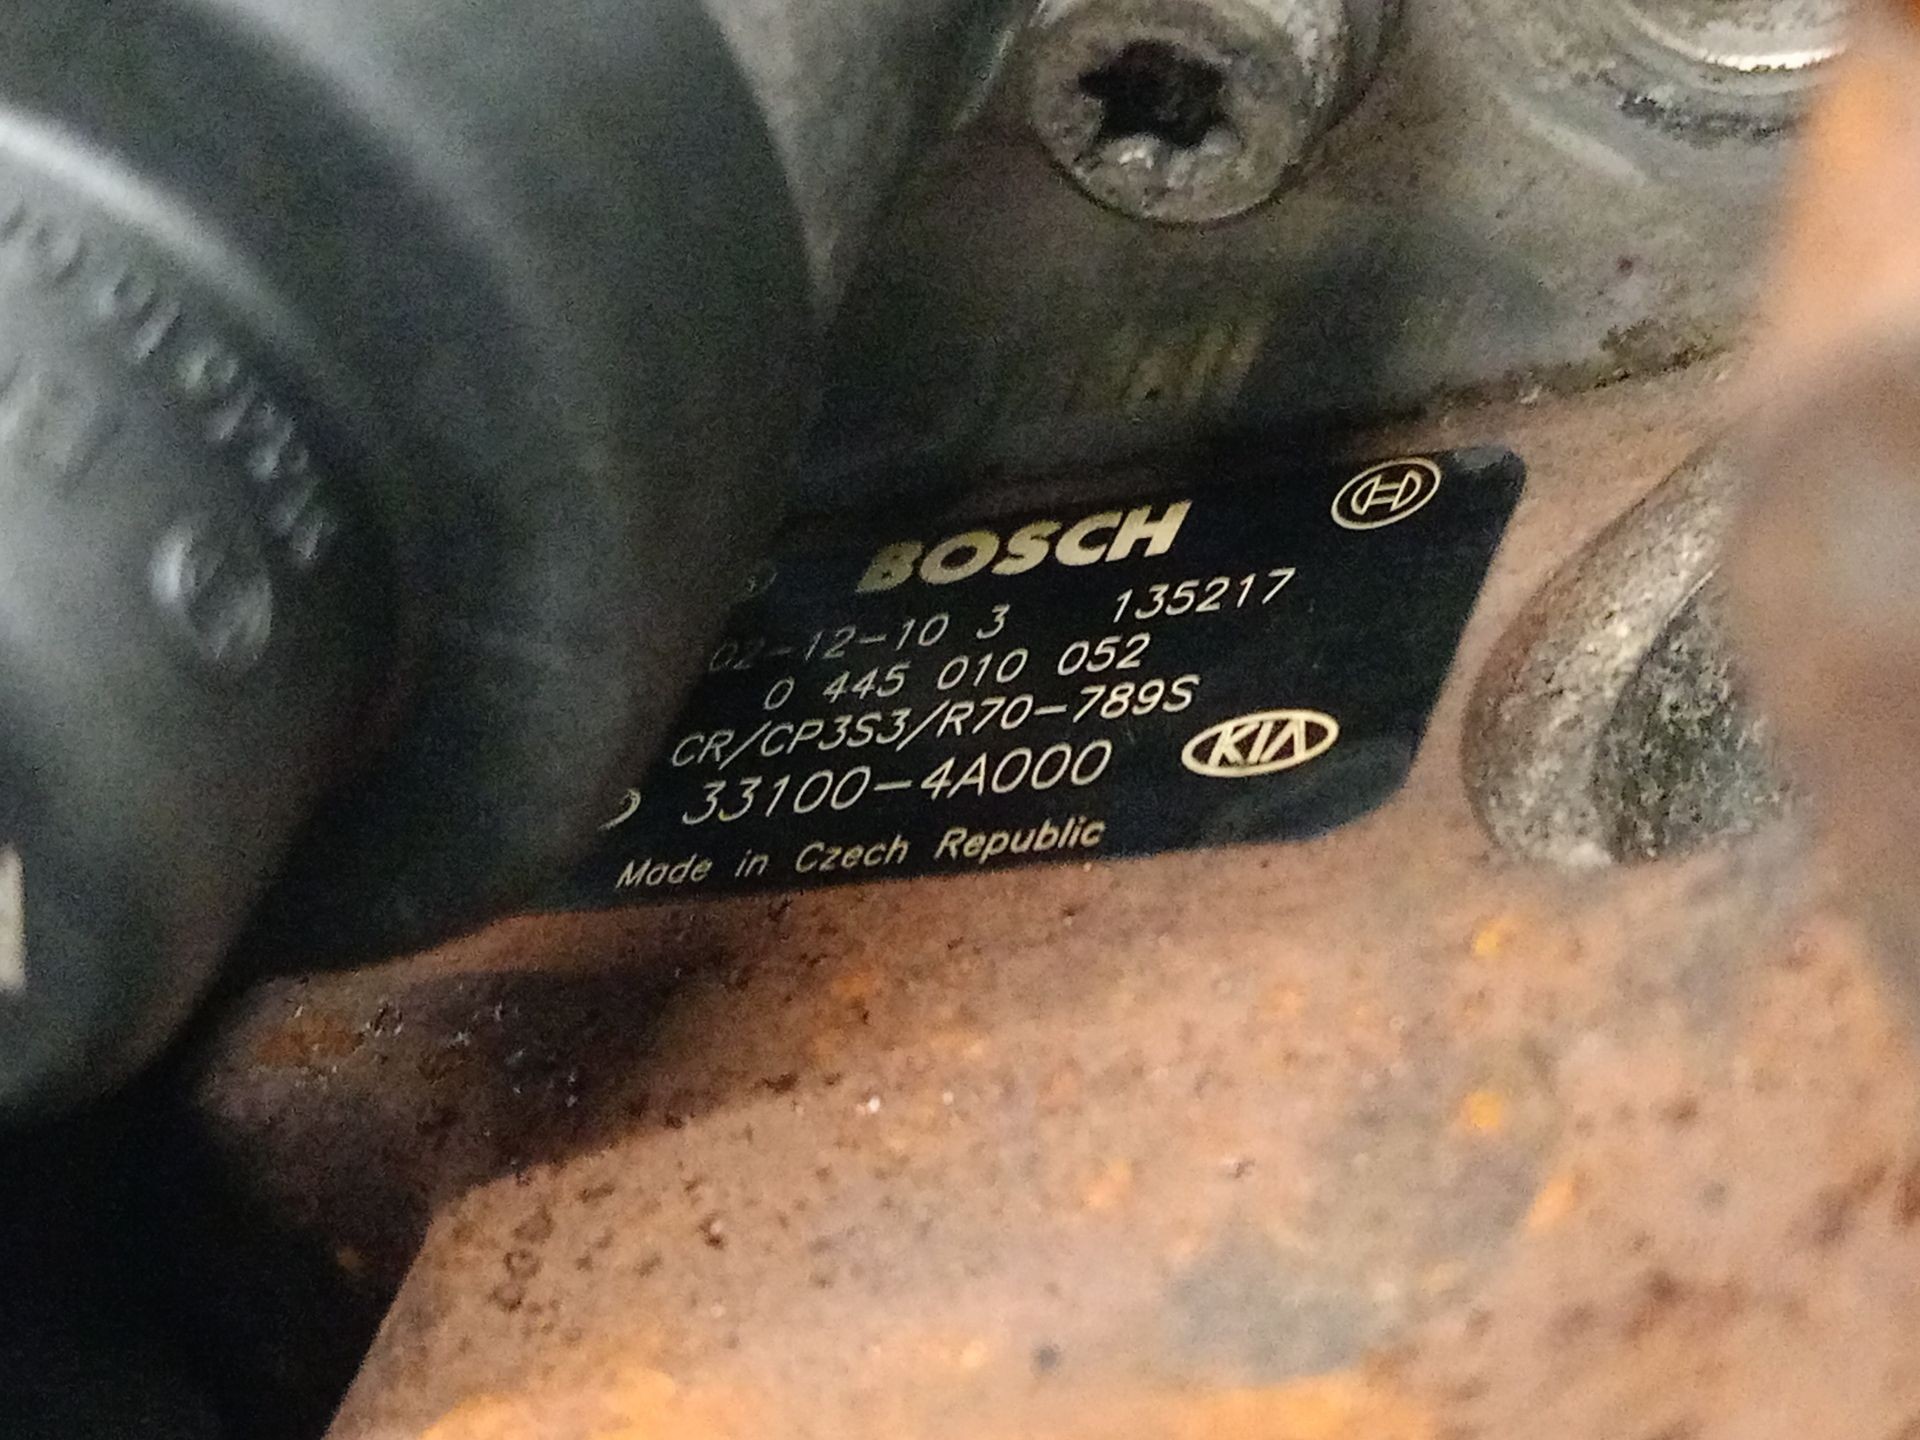 BOSCH
02-12-10 3 135217
0 445 010 052
CR/CP3S3/R70-789S
33100-4A000 KIA
Made in Czech Republic